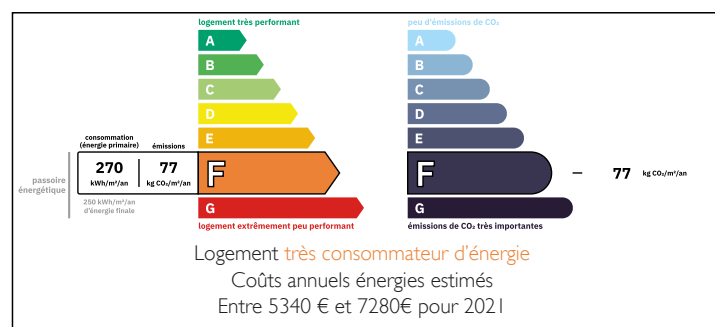 logement très performant
A
B
C
D
E
consommation
(énergie primaire)
émissions
passoire
énergétique
270
kWh/m²/an
77
kg CO₂/m²/an
F
250 kWh/m²/an
d'énergie finale
G
logement extrêmement peu performant
peu d'émissions de CO₂
A
B
C
D
E
F
77 kg CO₂/m²/an
G
émissions de CO₂ très importantes
Logement très consommateur d'énergie
Coûts annuels énergies estimés
Entre 5340 € et 7280€ pour 2021